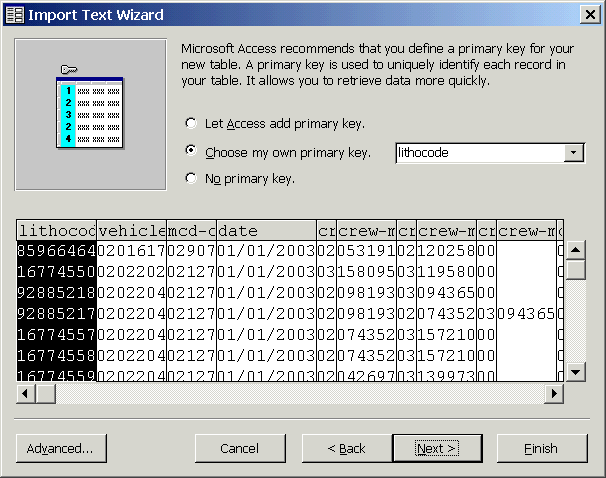 Import Text Wizard
Microsoft Access recommends that you define a primary key for your
new table. A primary key is used to uniquely identify each record in
your table. It allows you to retrieve data more quickly.
1 xxx xxx xxx
2 xxx xxx xxx
3 xxx xxx xxx
2 xxx xxx xxx
4 xxx xxx xxx
Let Access add primary key.
Choose my own primary key. lithocode
No primary key.
lithocod vehicle mcd-c date cr crew-m cr crew-m cr crew-m c
85966464 0201617 02907 01/01/2003 02 053191 02 120258 00 0
16774550 0202202 02127 01/01/2003 03 158095 03 119580 00 0
92885218 0202204 02127 01/01/2003 02 098193 03 094365 00 0
92885217 0202204 02127 01/01/2003 02 098193 02 074352 03 094365 0
16774557 0202204 02127 01/01/2003 02 074352 03 157210 00 0
16774558 0202204 02127 01/01/2003 02 074352 03 157210 00 0
16774559 0202204 02127 01/01/2003 02 042697 03 139973 00 0
Advanced... Cancel < Back Next > Finish